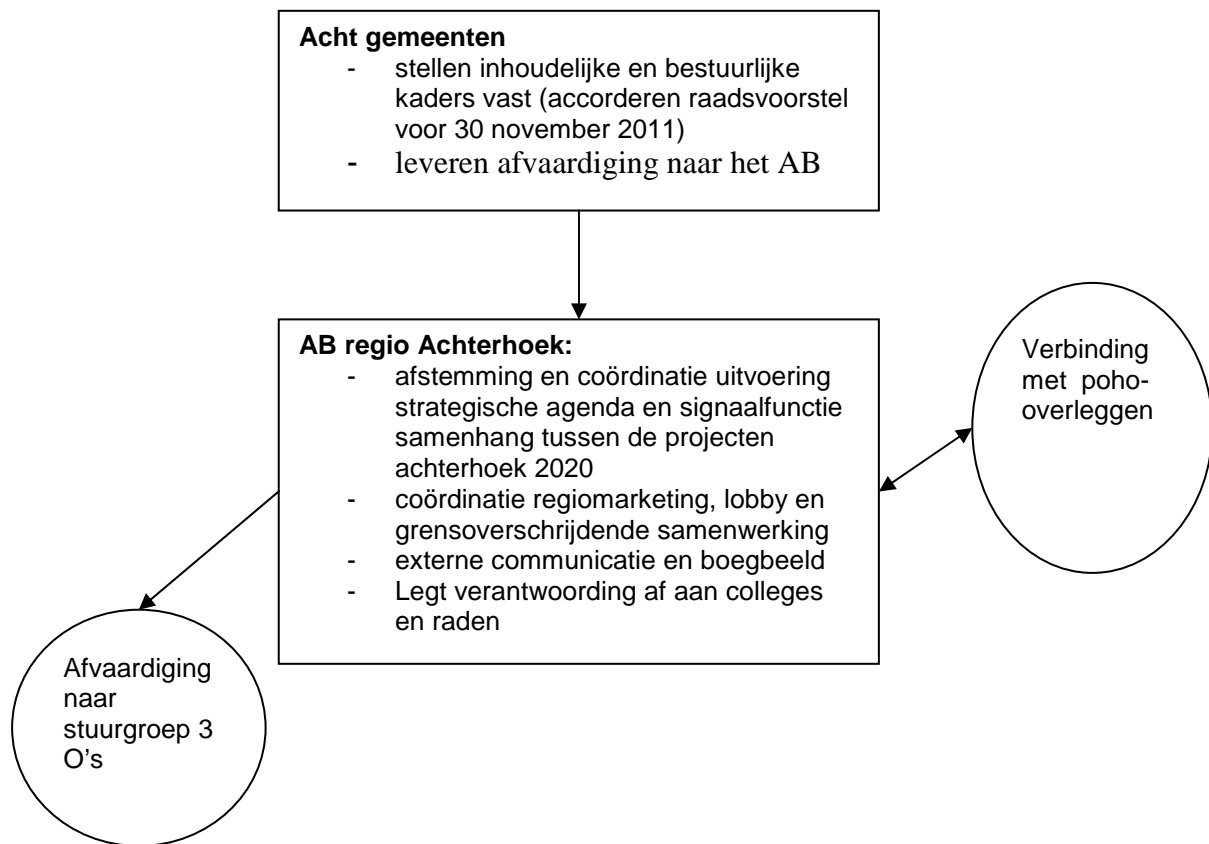 Acht gemeenten
- stellen inhoudelijke en bestuurlijke
kaders vast (accorderen raadsvoorstel
voor 30 november 2011)
- leveren afvaardiging naar het AB
AB regio Achterhoek:
- afstemming en coördinatie uitvoering
strategische agenda en signaalfunctie
samenhang tussen de projecten
achterhoek 2020
- coördinatie regiomarketing, lobby en
grensoverschrijdende samenwerking
- externe communicatie en boegbeeld
- Legt verantwoording af aan colleges
en raden
Verbinding
met poho-
overleggen
Afvaardiging
naar
stuurgroep 3
O's